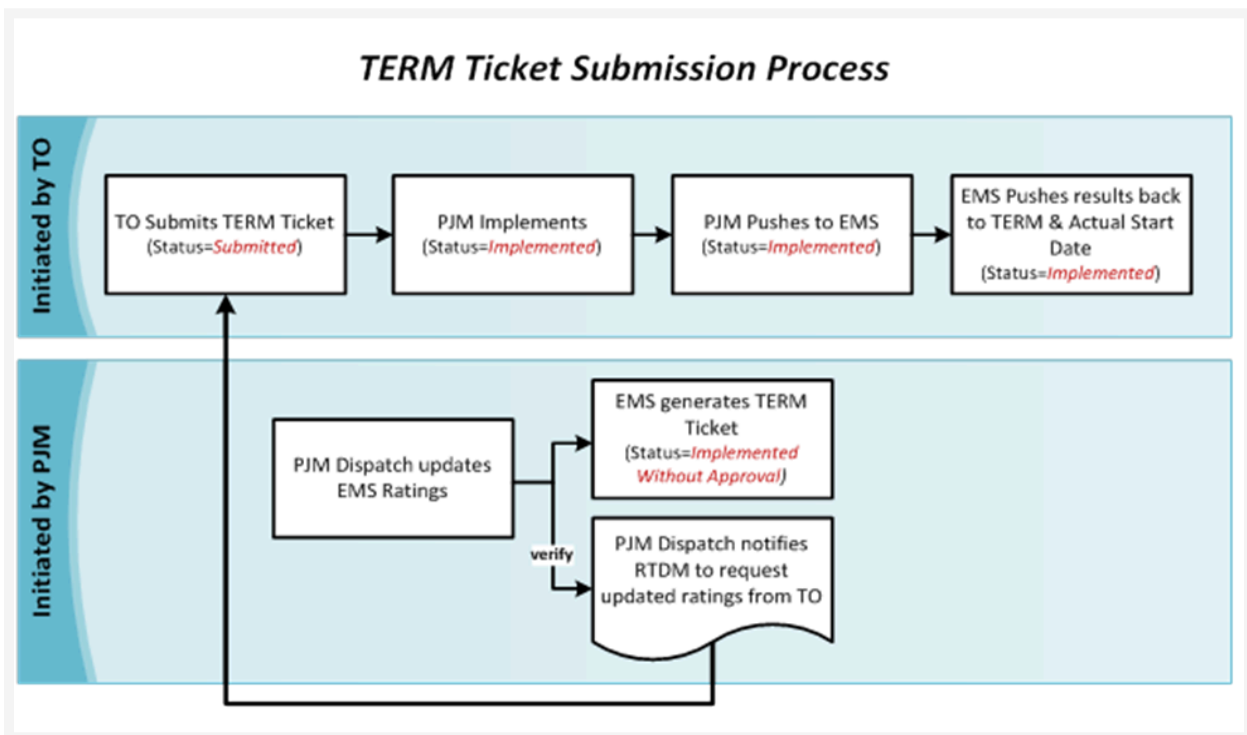 TERM Ticket Submission Process
Initiated by TO
TO Submits TERM Ticket
(Status=Submitted)
PJM Implements
(Status=Implemented)
PJM Pushes to EMS
(Status=Implemented)
EMS Pushes results back
to TERM & Actual Start
Date
(Status=Implemented)
Initiated by PJM
PJM Dispatch updates
EMS Ratings
EMS generates TERM
Ticket
(Status=Implemented
Without Approval)
verify
PJM Dispatch notifies
RTDM to request
updated ratings from TO